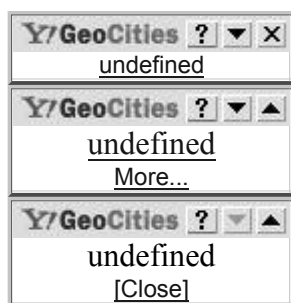 Y! GeoCities ? ▼ X
undefined
Y! GeoCities ? ▼ ▲
undefined
More...
Y! GeoCities ? ▼ ▲
undefined
[Close]